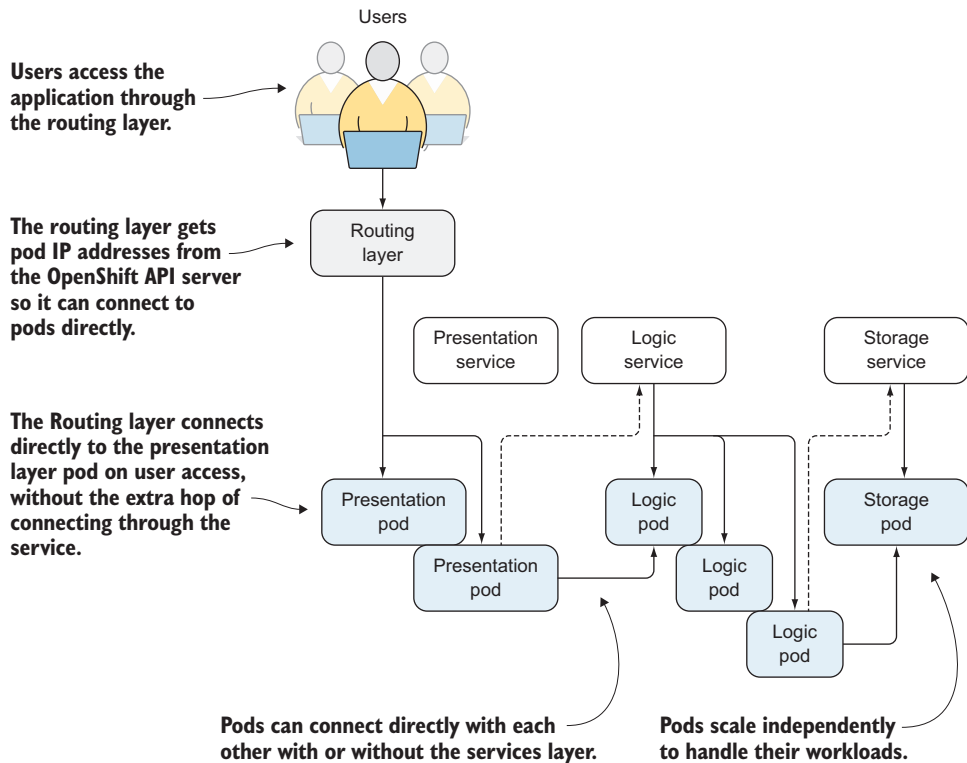 Users
Users access the
application through
the routing layer.
The routing layer gets
pod IP addresses from
the OpenShift API server
so it can connect to
pods directly.
Routing
layer
Presentation
service
Logic
service
Storage
service
The Routing layer connects
directly to the presentation
layer pod on user access,
without the extra hop of
connecting through the
service.
Presentation
pod
Presentation
pod
Logic
pod
Logic
pod
Logic
pod
Storage
pod
Pods can connect directly with each
other with or without the services layer.
Pods scale independently
to handle their workloads.